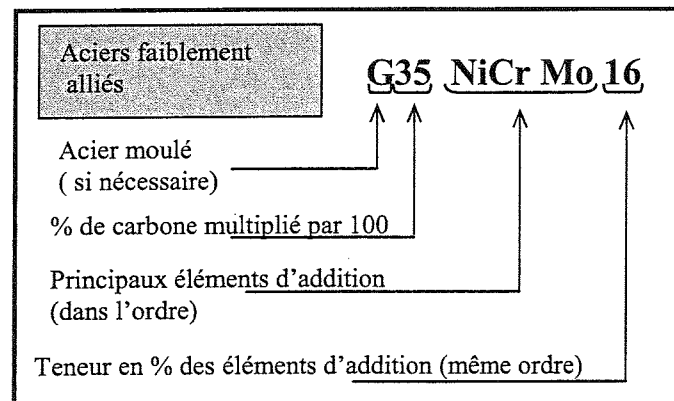 Aciers faiblement
alliés
G35 NiCr Mo 16
Acier moulé
( si nécessaire)
% de carbone multiplié par 100
Principaux éléments d’addition
(dans l’ordre)
Teneur en % des éléments d’addition (même ordre)